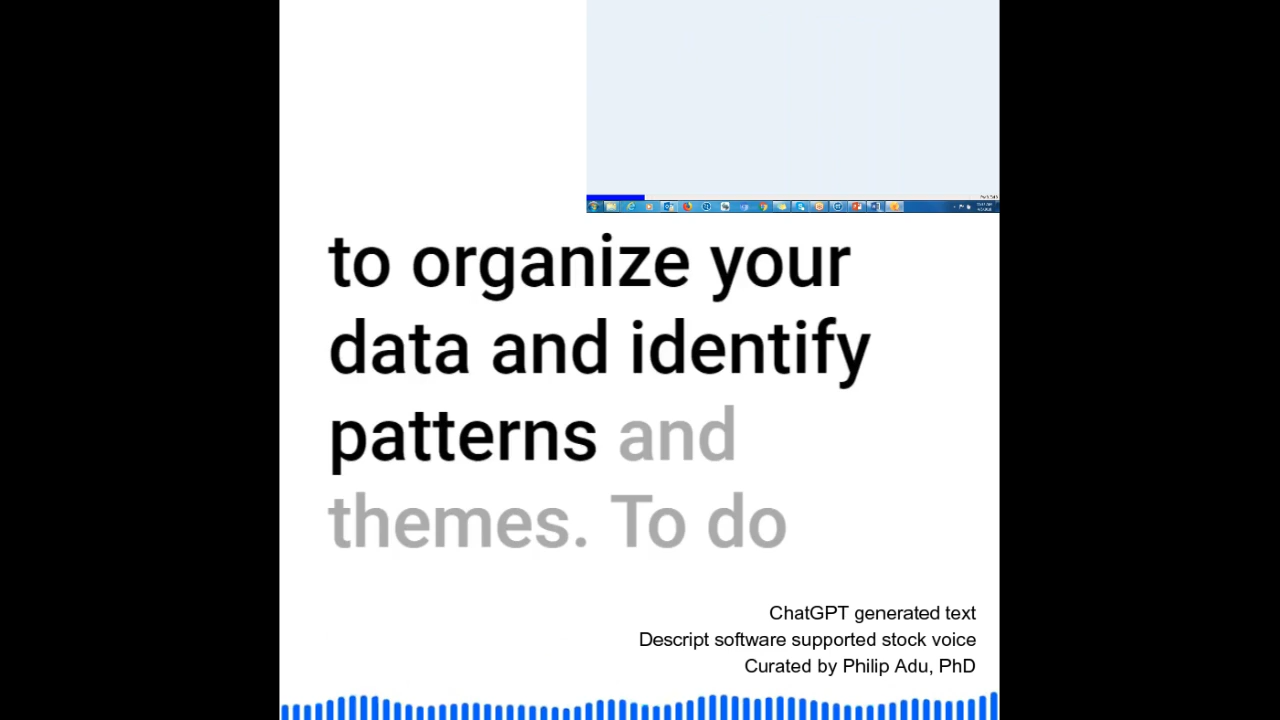 to organize your
data and identify
patterns and
themes. To do
ChatGPT generated text
Descript software supported stock voice
Curated by Philip Adu, PhD